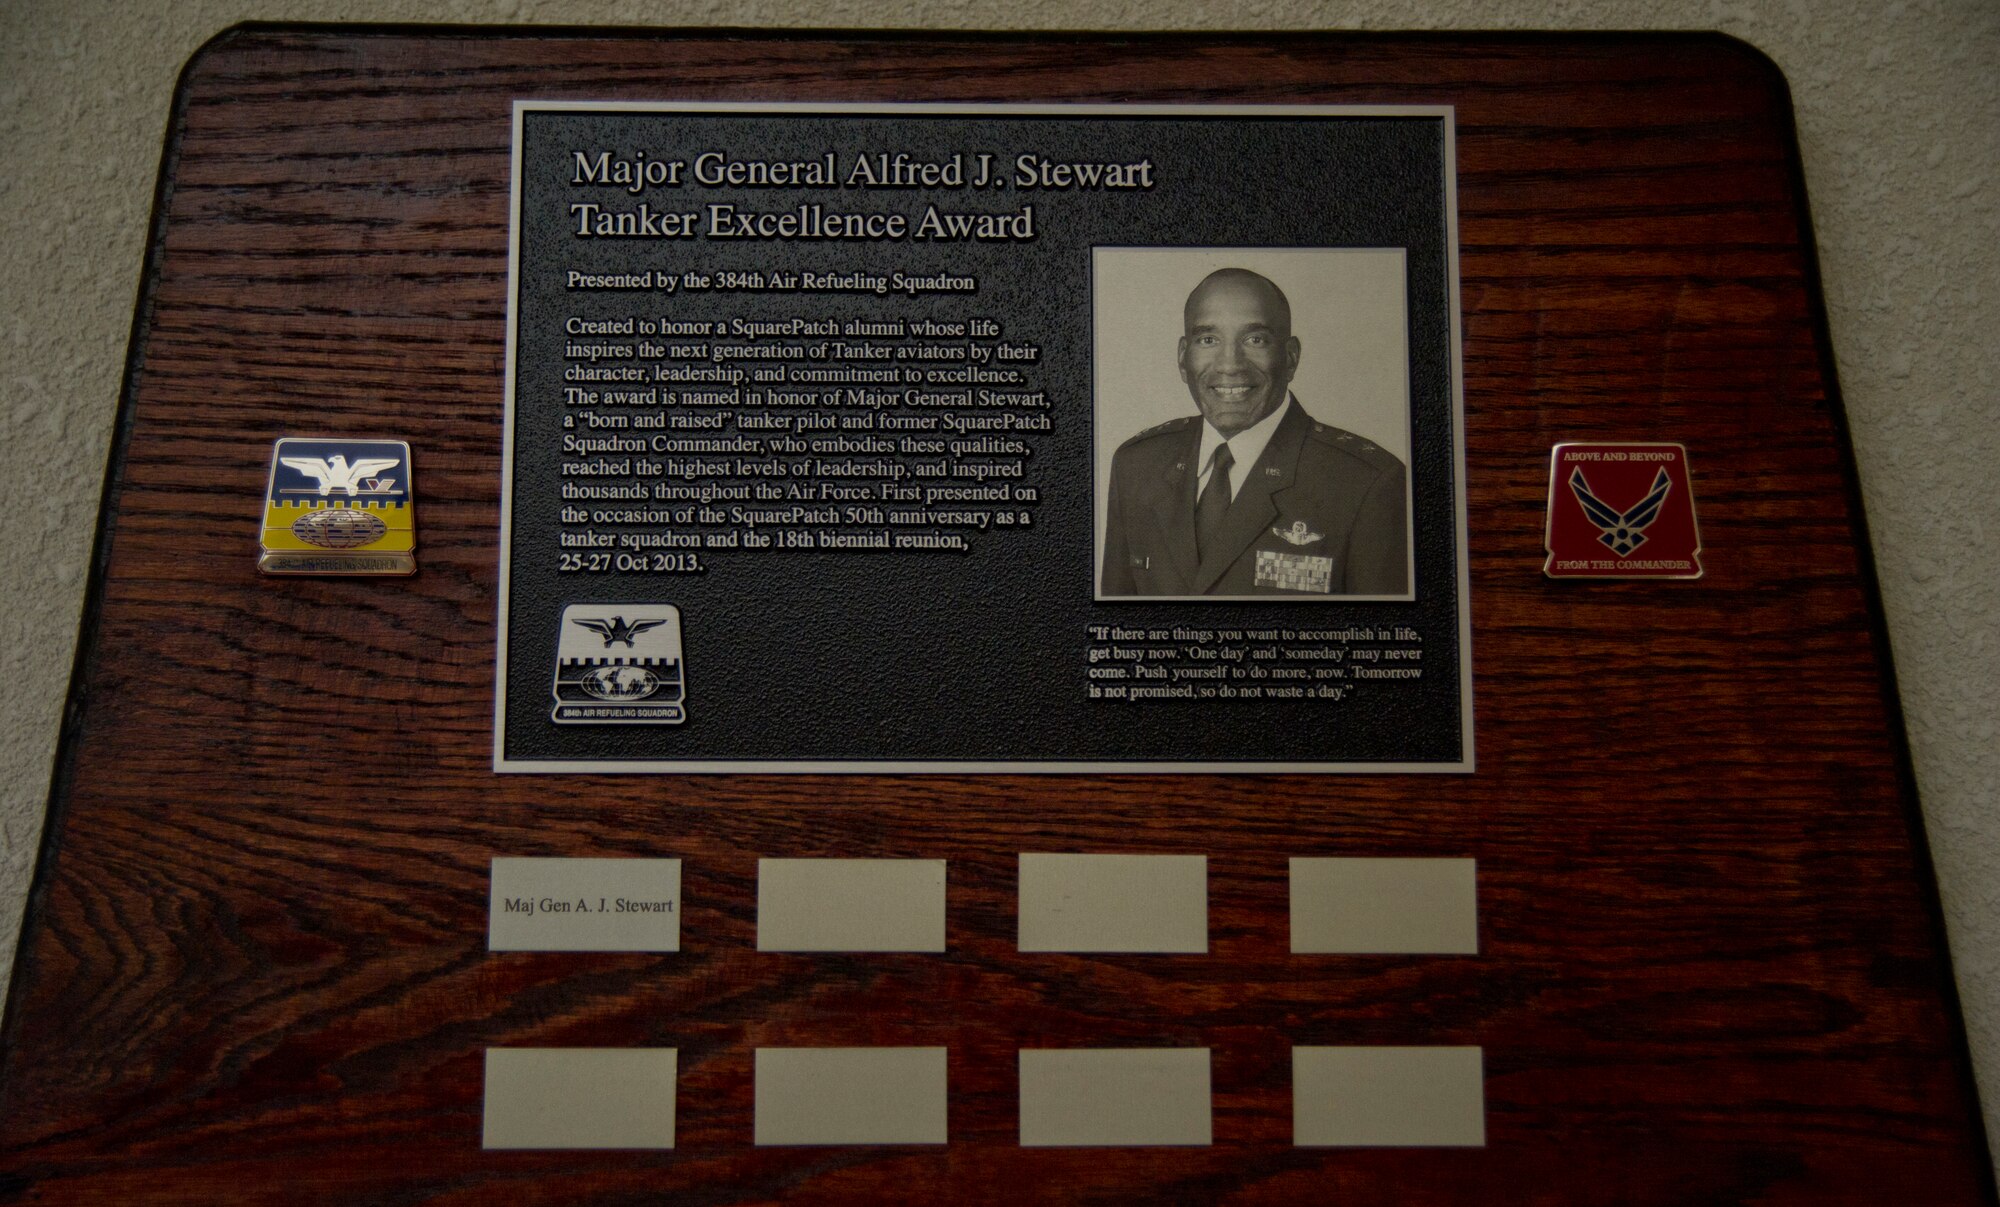 Major General Alfred J. Stewart
Tanker Excellence Award
Presented by the 384th Air Refueling Squadron
Created to honor a SquarePatch alumni whose life
inspires the next generation of Tanker aviators by their
character, leadership, and commitment to excellence.
The award is named in honor of Major General Stewart,
a “born and raised” tanker pilot and former SquarePatch
Squadron Commander, who embodies these qualities,
reached the highest levels of leadership, and inspired
thousands throughout the Air Force. First presented on
the occasion of the SquarePatch 50th anniversary as a
tanker squadron and the 18th biennial reunion,
25-27 Oct 2013.
384th AIR REFUELING SQUADRON
“If there are things you want to accomplish in life,
get busy now. ‘One day’ and ‘someday’ may never
come. Push yourself to do more, now. Tomorrow
is not promised, so do not waste a day.”
384th AIR REFUELING SQUADRON
ABOVE AND BEYOND
FROM THE COMMANDER
Maj Gen A. J. Stewart